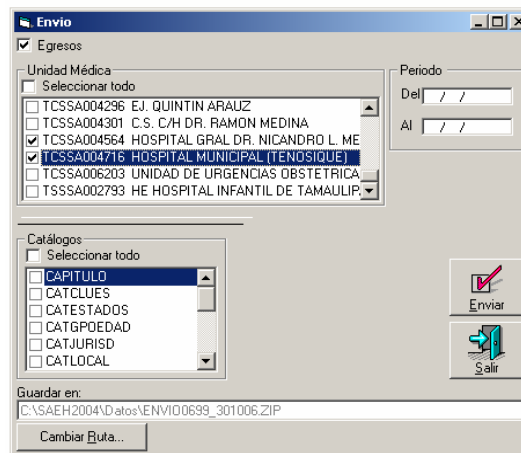 Envio
Egresos
Unidad Médica
Seleccionar todo
TCSSA004296 EJ. QUINTIN ARAUZ
TCSSA004301 C.S. C/H DR. RAMON MEDINA
TCSSA004564 HOSPITAL GRAL DR. NICANDRO L. ME
TCSSA004716 HOSPITAL MUNICIPAL (TENOSIQUE)
TCSSA006203 UNIDAD DE URGENCIAS OBSTETRICA
TSSSA002793 HE HOSPITAL INFANTIL DE TAMAULIP
Periodo
Del / /
Al / /
Catálogos
Seleccionar todo
CAPITULO
CATCLUES
CATESTADOS
CATGPOEDAD
CATJURISD
CATLOCAL
Enviar
Salir
Guardar en:
C:\SAEH2004\Datos\ENVIO0699_301006.ZIP
Cambiar Ruta...